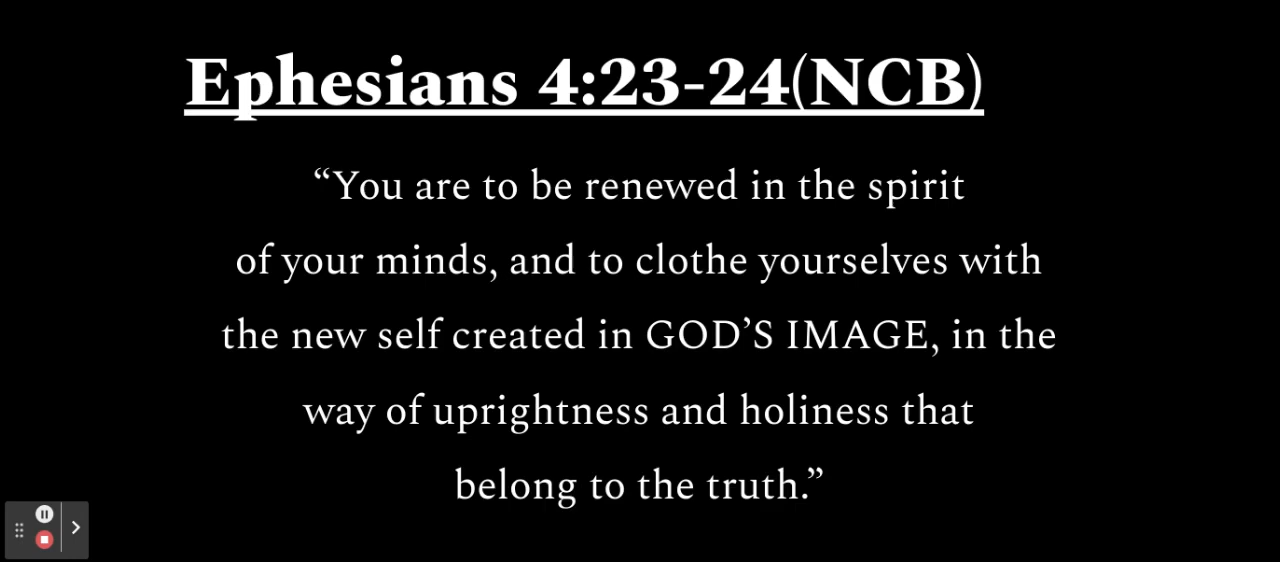 Ephesians 4:23-24(NCB)
“You are to be renewed in the spirit
of your minds, and to clothe yourselves with
the new self created in GOD’S IMAGE, in the
way of uprightness and holiness that
belong to the truth.”